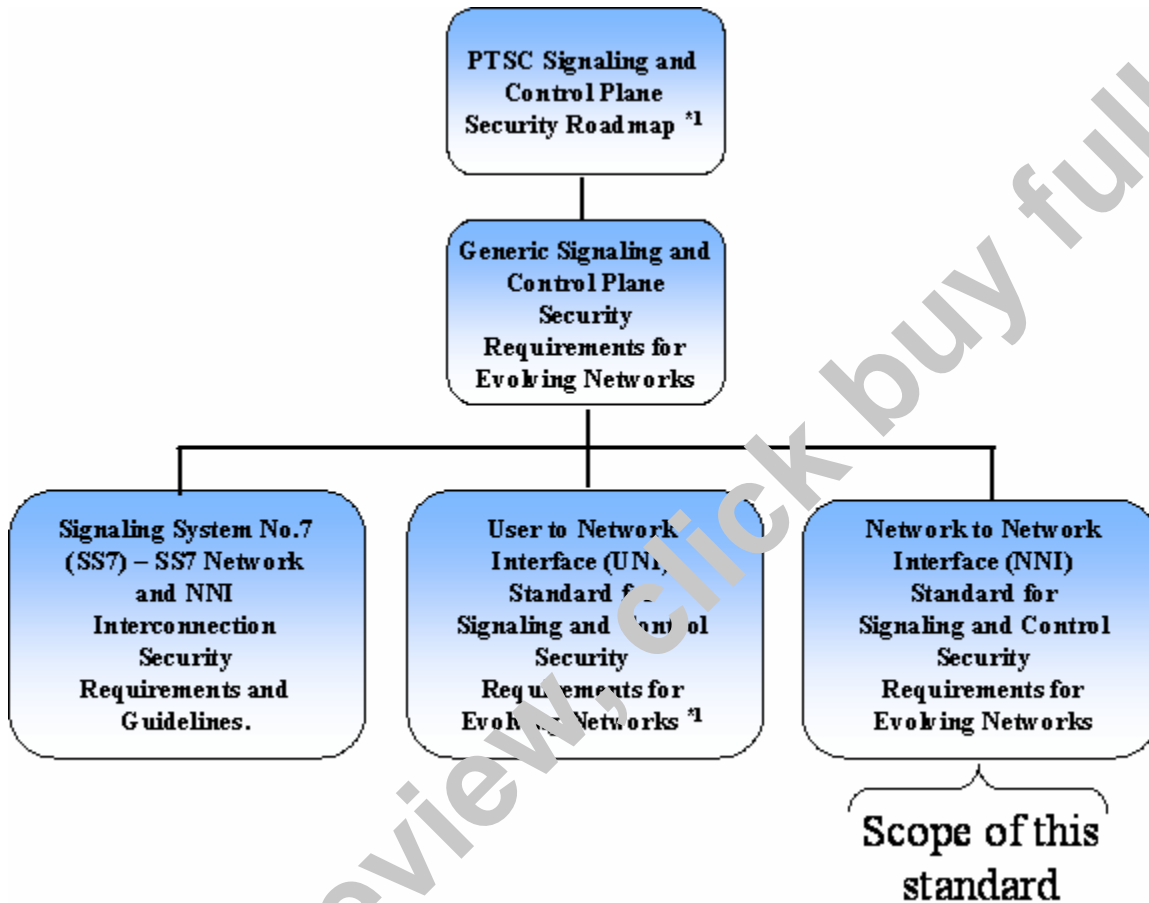 PTSC Signaling and
Control Plane
Security Roadmap *1
Generic Signaling and
Control Plane
Security
Requirements for
Evolving Networks
Signaling System No.7
(SS7) – SS7 Network
and NNI
Interconnection
Security
Requirements and
Guidelines.
User to Network
Interface (UNI)
Standard for
Signaling and Control
Security
Requirements for
Evolving Networks *1
Network to Network
Interface (NNI)
Standard for
Signaling and Control
Security
Requirements for
Evolving Networks
Scope of this
standard
eview, click buy full